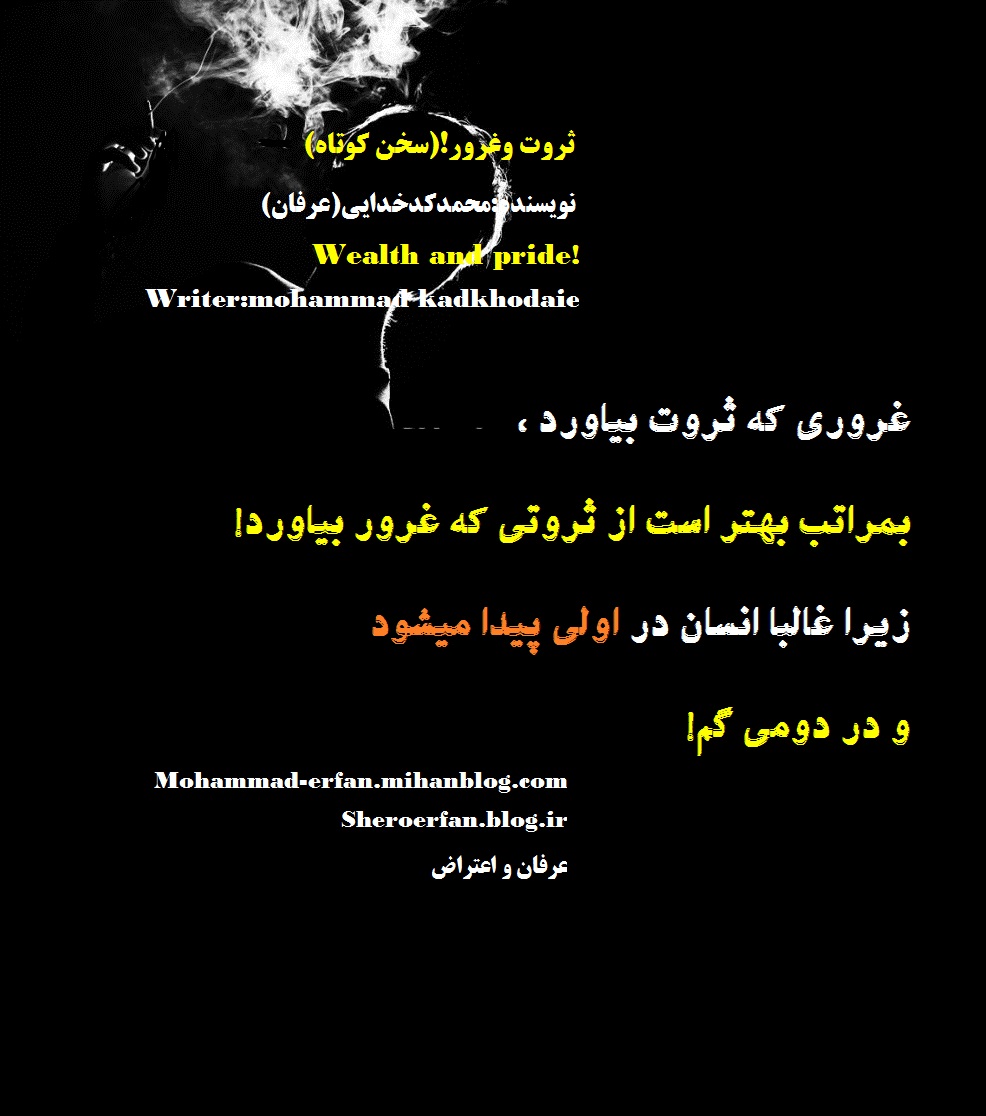 ثروت وغرور!(سخن کوتاه)
نویسنده:محمدکدخدایی(عرفان)
Wealth and pride!
Writer:mohammad kadkhodaie
غروری که ثروت بیاورد ،
بمراتب بهتر است از ثروتی که غرور بیاورد!
زیرا غالبا انسان در اولی پیدا میشود
و در دومی گم!
Mohammad-erfan.mihanblog.com
Sheroerfan.blog.ir
عرفان و اعتراض